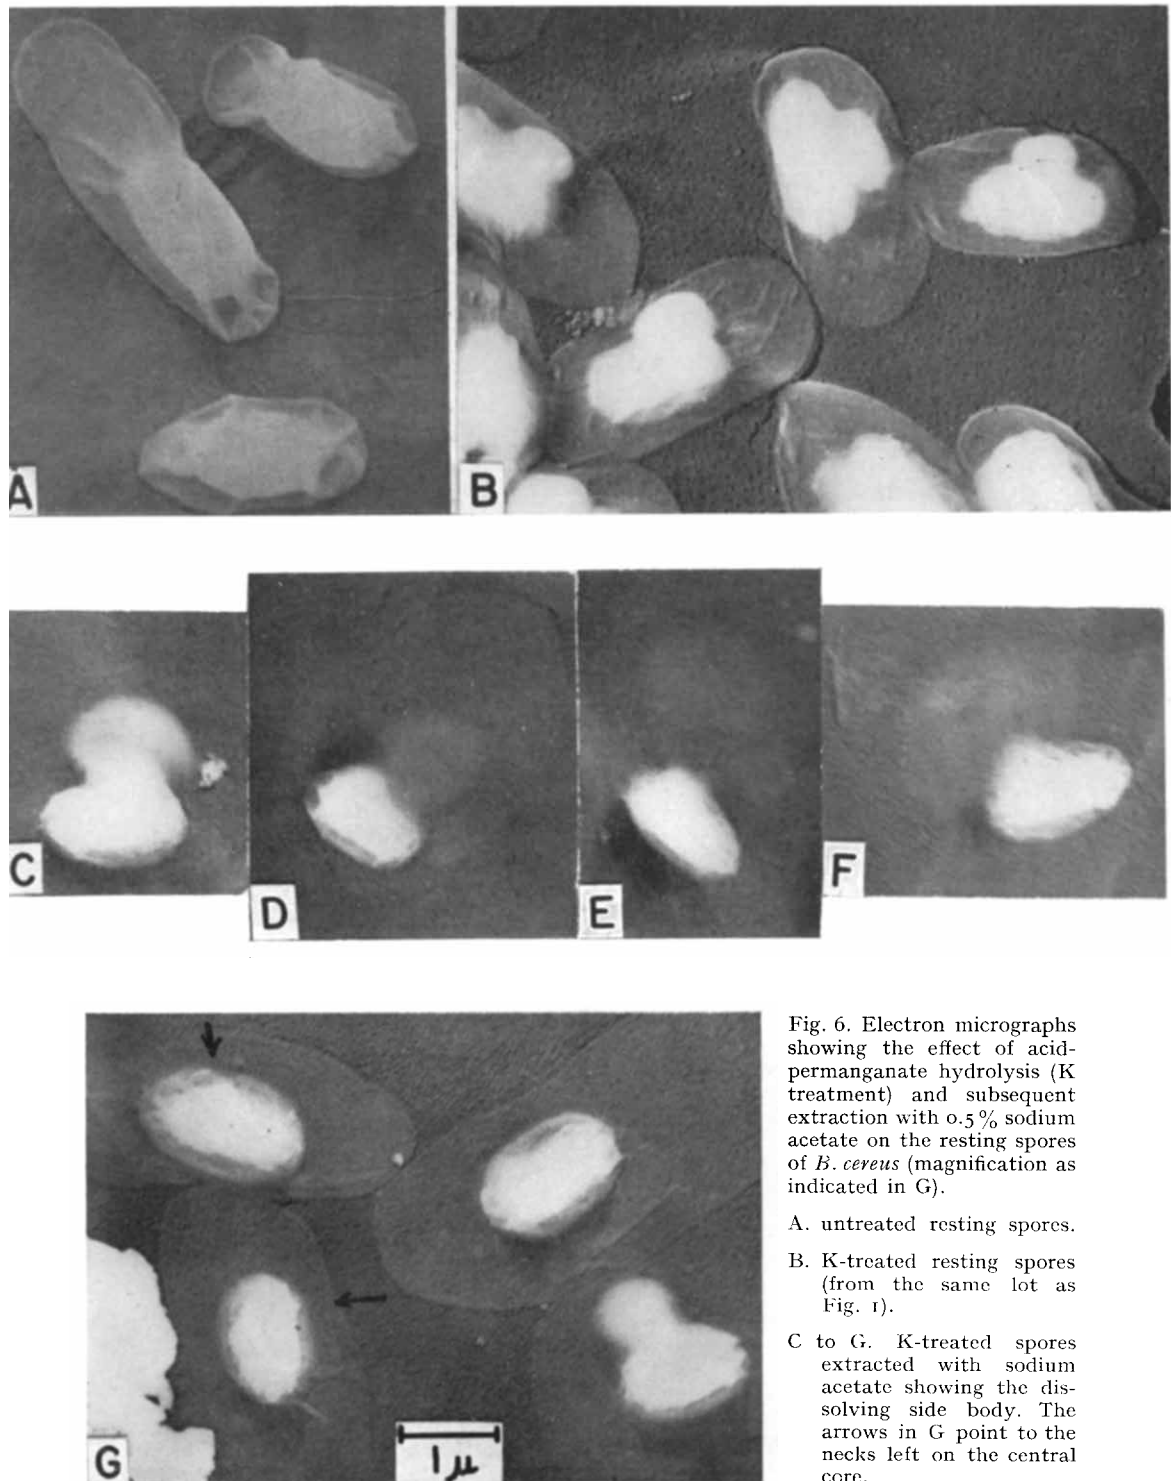 A
B
C
D
E
F
G
1 μ
Fig. 6. Electron micrographs
showing the effect of acid-
permanganate hydrolysis (K
treatment) and subsequent
extraction with 0.5% sodium
acetate on the resting spores
of B. cereus (magnification as
indicated in G).
A. untreated resting spores.
B. K-treated resting spores
(from the same lot as
Fig. 1).
C to G. K-treated spores
extracted with sodium
acetate showing the dis-
solving side body. The
arrows in G point to the
necks left on the central
core.